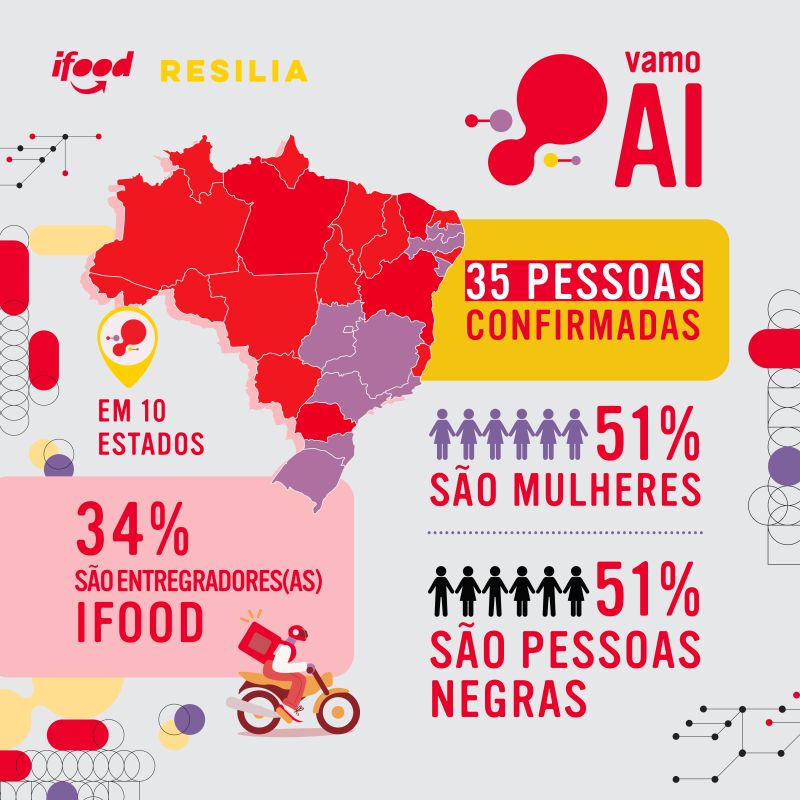 ifood RESILIA
vamo
AI
35 PESSOAS
CONFIRMADAS
EM 10
ESTADOS
51%
SÃO MULHERES
34%
SÃO ENTREGRADORES(AS)
IFOOD
51%
SÃO PESSOAS
NEGRAS